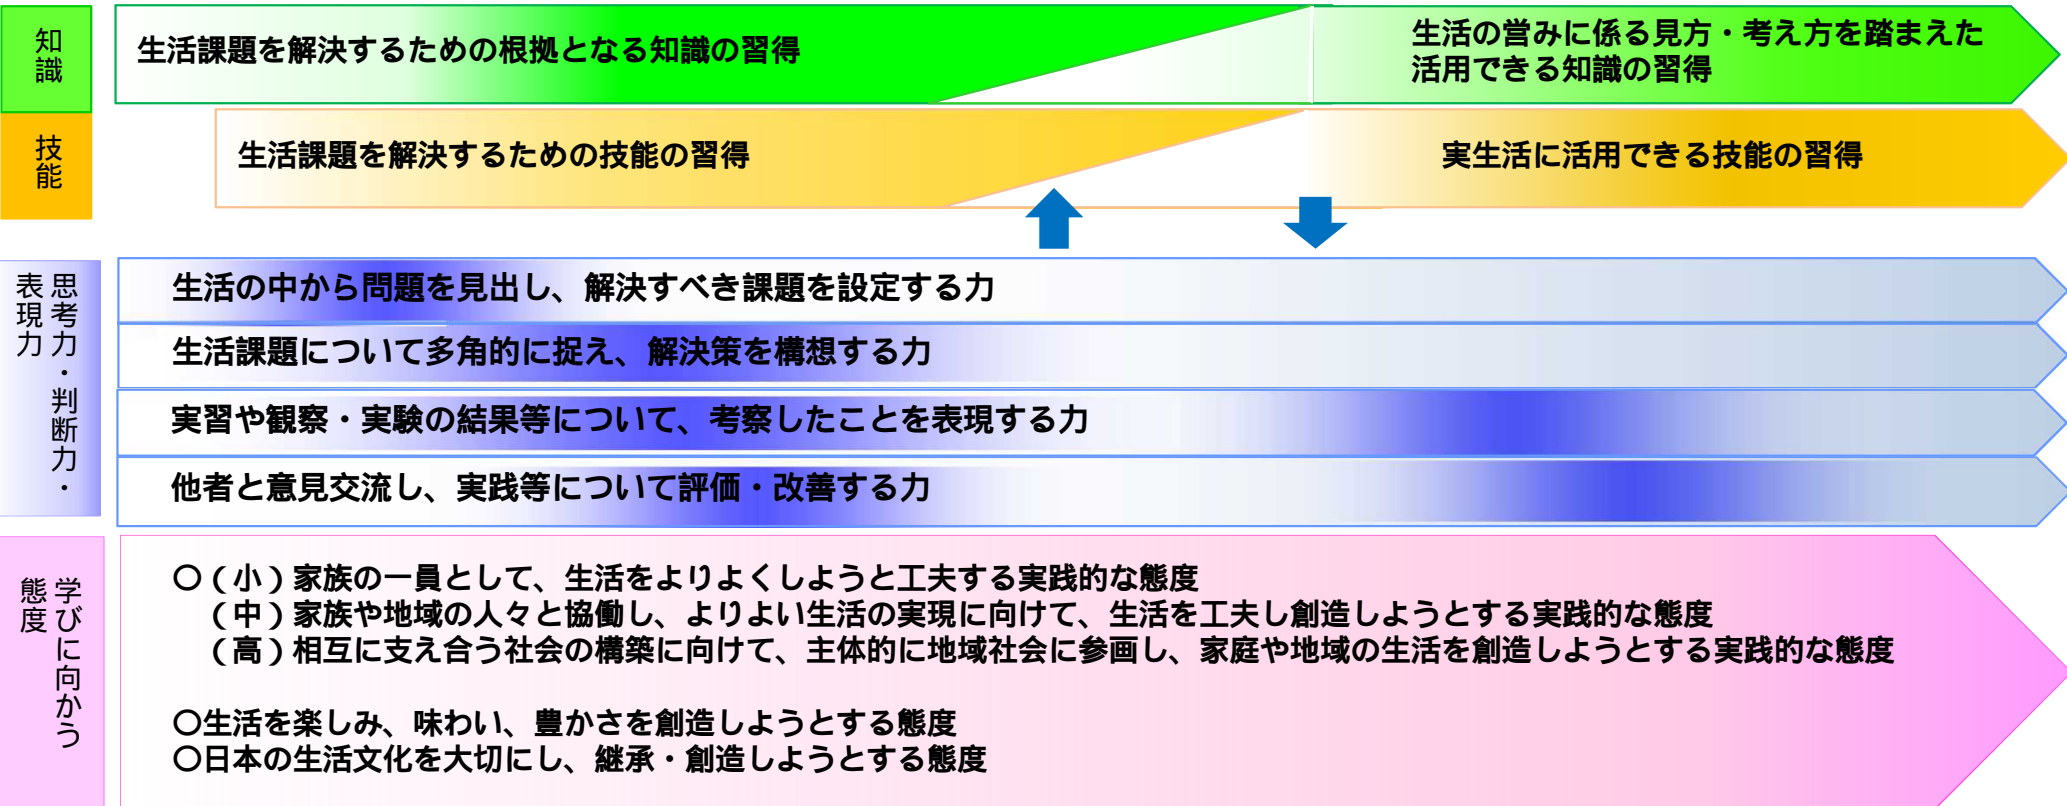 知識
生活課題を解決するための根拠となる知識の習得
生活の営みに係る見方・考え方を踏まえた
活用できる知識の習得
技能
生活課題を解決するための技能の習得
実生活に活用できる技能の習得
思考力・判断力・
表現力
生活の中から問題を見出し、解決すべき課題を設定する力
生活課題について多角的に捉え、解決策を構想する力
実習や観察・実験の結果等について、考察したことを表現する力
他者と意見交流し、実践等について評価・改善する力
学びに向かう
態度
〇（小）家族の一員として、生活をよりよくしようと工夫する実践的な態度
（中）家族や地域の人々と協働し、よりよい生活の実現に向けて、生活を工夫し創造しようとする実践的な態度
（高）相互に支え合う社会の構築に向けて、主体的に地域社会に参画し、家庭や地域の生活を創造しようとする実践的な態度
〇生活を楽しみ、味わい、豊かさを創造しようとする態度
〇日本の生活文化を大切にし、継承・創造しようとする態度